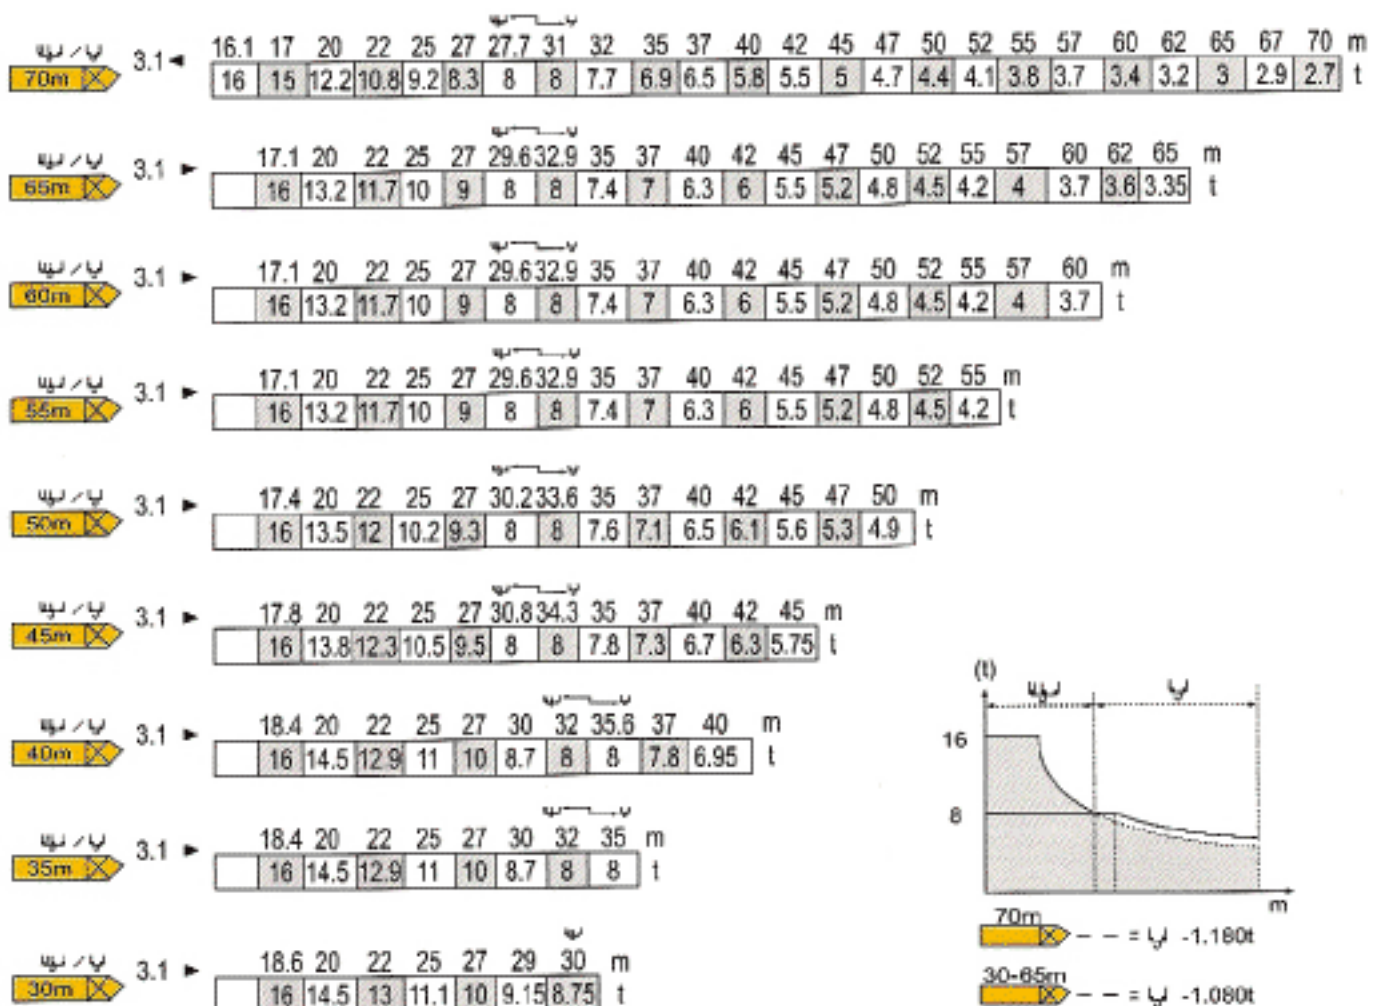 16.1 17 20 22 25 27 27.7 31 32 35 37 40 42 45 47 50 52 55 57 60 62 65 67 70 m
70m 3.1 16 15 12.2 10.8 9.2 8.3 8 8 7.7 6.9 6.5 5.8 5.5 5 4.7 4.4 4.1 3.8 3.7 3.4 3.2 3 2.9 2.7 t
17.1 20 22 25 27 29.6 32.9 35 37 40 42 45 47 50 52 55 57 60 62 65 m
65m 3.1 16 13.2 11.7 10 9 8 8 7.4 7 6.3 6 5.5 5.2 4.8 4.5 4.2 4 3.7 3.6 3.35 t
17.1 20 22 25 27 29.6 32.9 35 37 40 42 45 47 50 52 55 57 60 m
60m 3.1 16 13.2 11.7 10 9 8 8 7.4 7 6.3 6 5.5 5.2 4.8 4.5 4.2 4 3.7 t
17.1 20 22 25 27 29.6 32.9 35 37 40 42 45 47 50 52 55 m
55m 3.1 16 13.2 11.7 10 9 8 8 7.4 7 6.3 6 5.5 5.2 4.8 4.5 4.2 t
17.4 20 22 25 27 30.2 33.6 35 37 40 42 45 47 50 m
50m 3.1 16 13.5 12 10.2 9.3 8 8 7.6 7.1 6.5 6.1 5.6 5.3 4.9 t
17.8 20 22 25 27 30.8 34.3 35 37 40 42 45 m
45m 3.1 16 13.8 12.3 10.5 9.5 8 8 7.8 7.3 6.7 6.3 5.75 t
18.4 20 22 25 27 30 32 35.6 37 40 m
40m 3.1 16 14.5 12.9 11 10 8.7 8 8 7.8 6.95 t
18.4 20 22 25 27 30 32 35 m
35m 3.1 16 14.5 12.9 11 10 8.7 8 8 t
18.6 20 22 25 27 29 30 m
30m 3.1 16 14.5 13 11.1 10 9.15 8.75 t
(t)
16
8
m
70m
= -1.180t
30-65m
= -1.080t